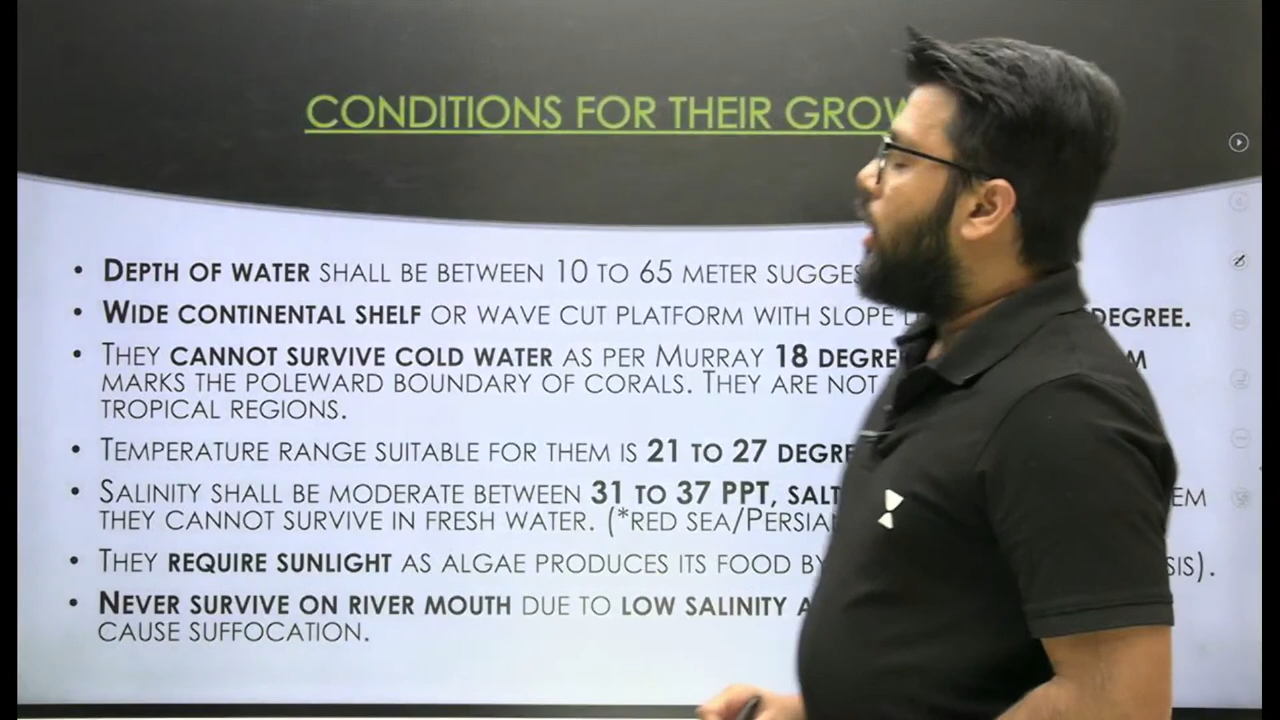 CONDITIONS FOR THEIR GROW
• DEPTH OF WATER SHALL BE BETWEEN 10 TO 65 METER SUGGES
• WIDE CONTINENTAL SHELF OR WAVE CUT PLATFORM WITH SLOPE DEGREE.
• THEY CANNOT SURVIVE COLD WATER AS PER MURRAY 18 DEGRE
MARKS THE POLEWARD BOUNDARY OF CORALS. THEY ARE NOT
TROPICAL REGIONS.
• TEMPERATURE RANGE SUITABLE FOR THEM IS 21 TO 27 DEGRE
• SALINITY SHALL BE MODERATE BETWEEN 31 TO 37 PPT, SALT EM
THEY CANNOT SURVIVE IN FRESH WATER. (*RED SEA/PERSIA
• THEY REQUIRE SUNLIGHT AS ALGAE PRODUCES ITS FOOD BY SIS).
• NEVER SURVIVE ON RIVER MOUTH DUE TO LOW SALINITY A
CAUSE SUFFOCATION.